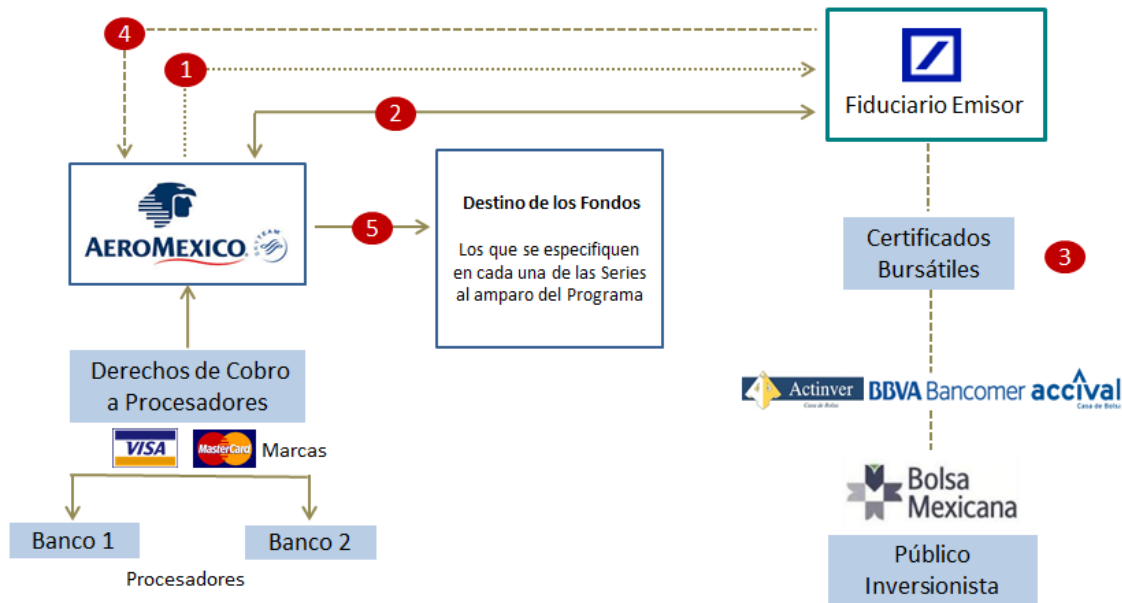 4
1
2
Fiduciario Emisor
AEROMEXICO.
SKYTEAM
5
Destino de los Fondos
Los que se especifiquen
en cada una de las Series
al amparo del Programa
Certificados
Bursátiles
3
Derechos de Cobro
a Procesadores
VISA
MasterCard
Marcas
Actinver
Casa de Bolsa
BBVA Bancomer
accival
Casa de Bolsa
Bolsa
Mexicana
Banco 1
Banco 2
Procesadores
Público
Inversionista